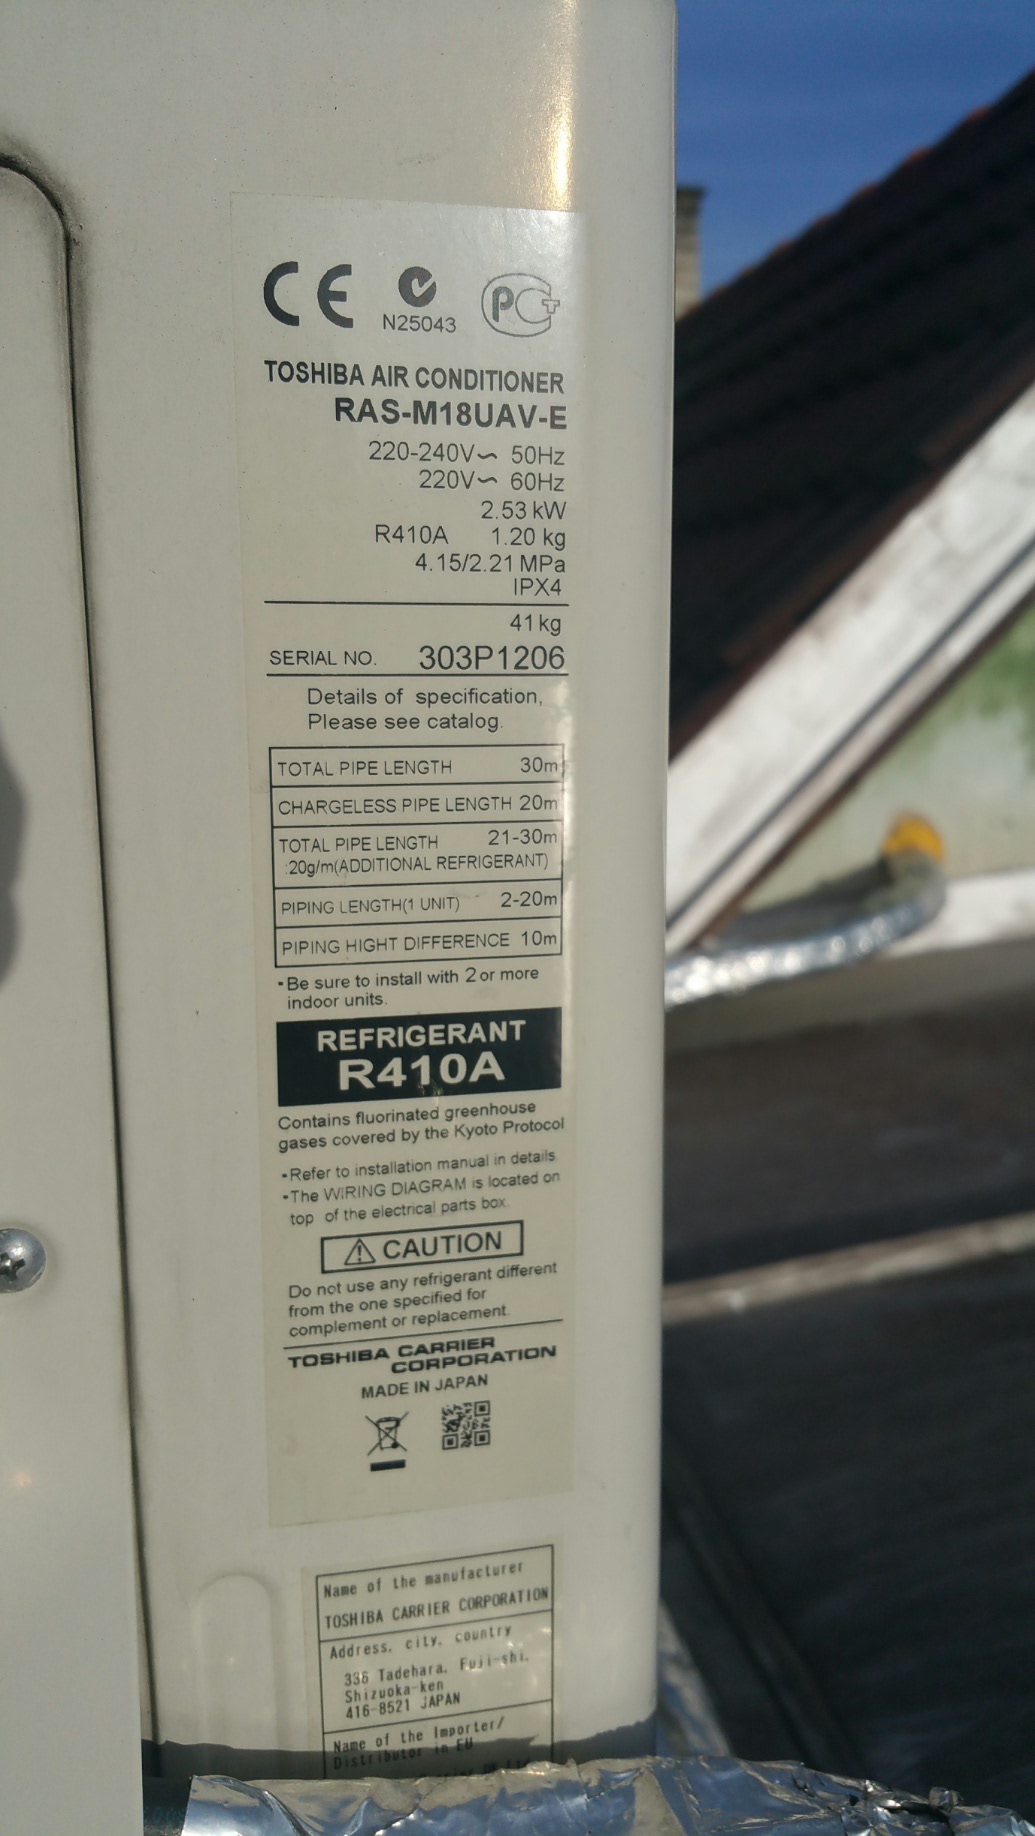 CE
N25043
PCT
TOSHIBA AIR CONDITIONER
RAS-M18UAV-E
220-240V~ 50Hz
220V~ 60Hz
2.53 kW
R410A 1.20 kg
4.15/2.21 MPa
IPX4
41 kg
SERIAL NO. 303P1206
Details of specification,
Please see catalog.
TOTAL PIPE LENGTH 30m
CHARGELESS PIPE LENGTH 20m
TOTAL PIPE LENGTH 21-30m
:20g/m(ADDITIONAL REFRIGERANT)
PIPING LENGTH(1 UNIT) 2-20m
PIPING HIGHT DIFFERENCE 10m
•Be sure to install with 2 or more
indoor units.
REFRIGERANT
R410A
Contains fluorinated greenhouse
gases covered by the Kyoto Protocol
•Refer to installation manual in details
•The WIRING DIAGRAM is located on
top of the electrical parts box.
⚠ CAUTION
Do not use any refrigerant different
from the one specified for
complement or replacement.
TOSHIBA CARRIER
CORPORATION
MADE IN JAPAN
Name of the manufacturer
TOSHIBA CARRIER CORPORATION
Address, city, country
336 Tadehara, Fuji-shi,
Shizuoka-ken
416-8521 JAPAN
Name of the Importer/
Distributor in EU